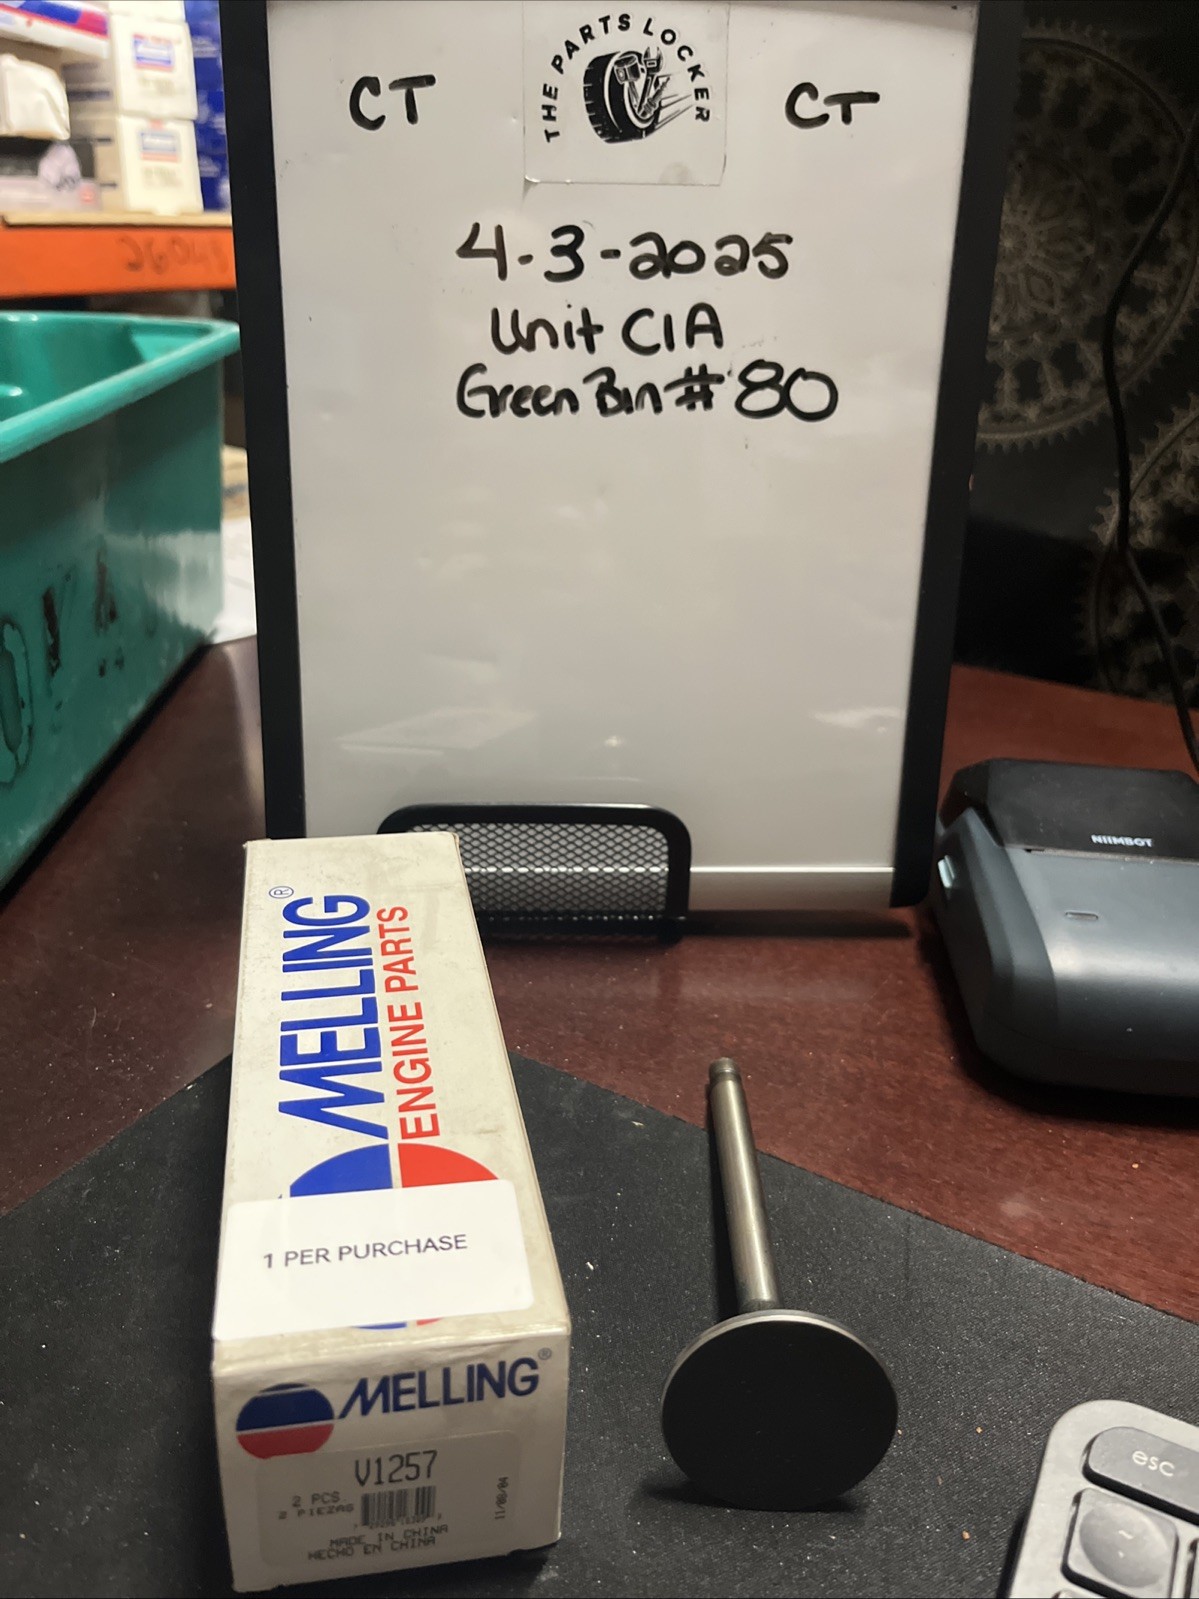 THE PARTS LOCKER
CT
CT
4-3-2025
Unit C1A
Green Bin # 80
NIIMBOT
MELLING®
ENGINE PARTS
1 PER PURCHASE
MELLING®
V1257
2 PCS
2 PIEZAS
MADE IN CHINA
HECHO EN CHINA
esc
~